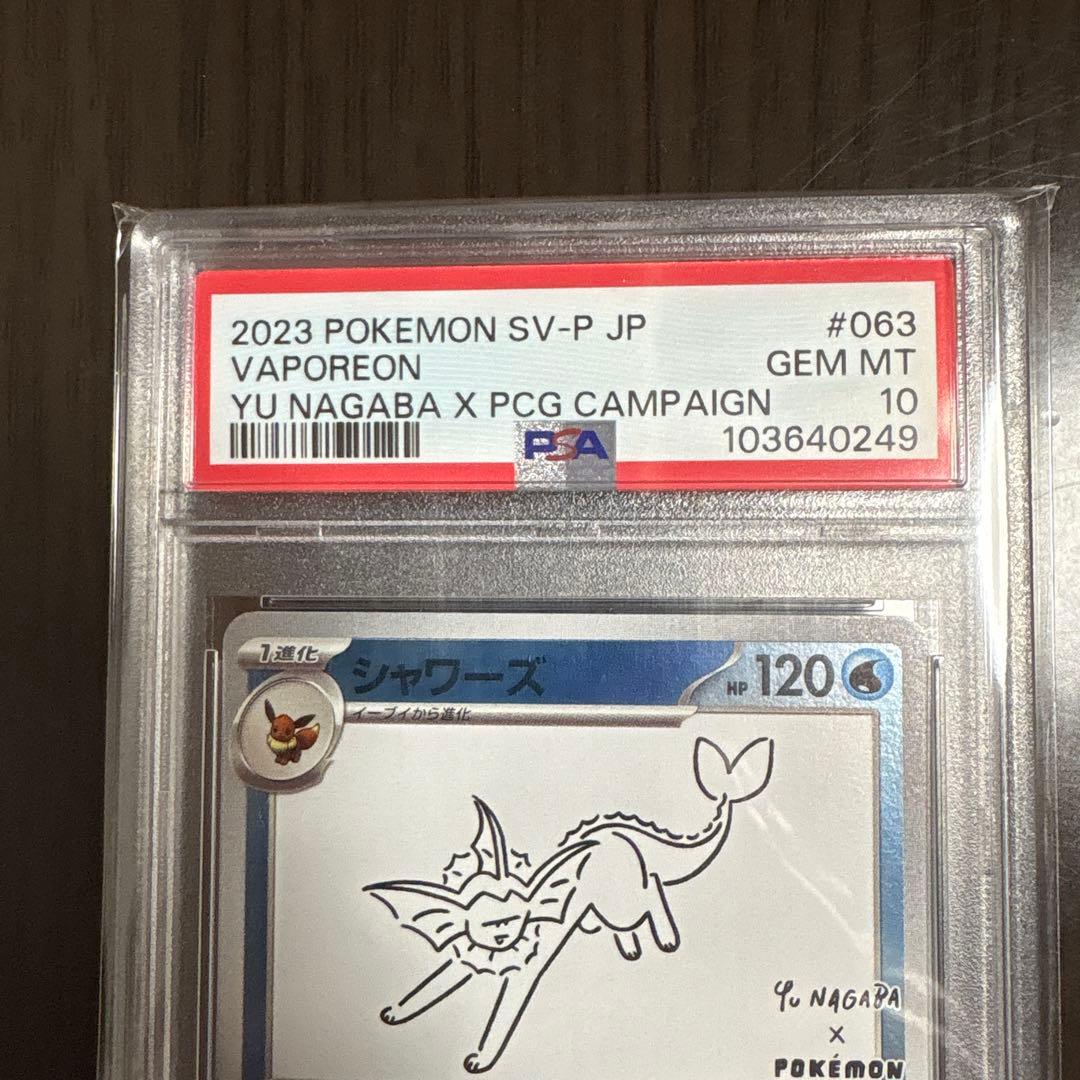 2023 POKEMON SV-P JP #063
VAPOREON GEM MT
YU NAGABA X PCG CAMPAIGN 10
PSA 103640249
1進化 シャワーズ HP 120
イーブイから進化
Yu NAGABA
X
POKÉMON